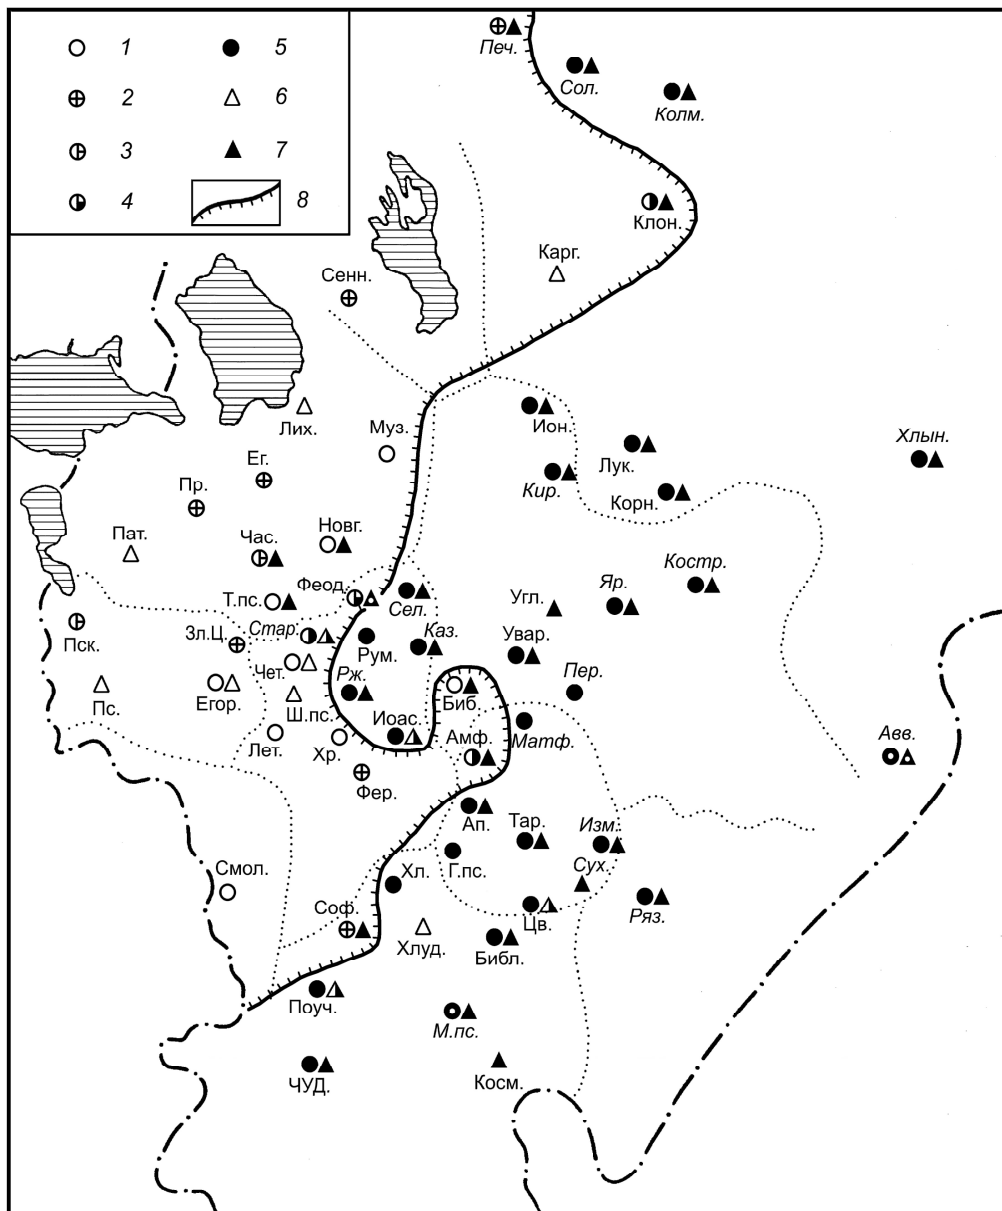 1 5
2 6
3 7
4 8
Печ.
Сол.
Колм.
Клон.
Карг.
Сенн.
Лих.
Муз.
Ион.
Лук.
Хлын.
Кир.
Корн.
Ег.
Пр.
Пат.
Час.
Новг.
Феод.
Сел.
Костр.
Яр.
Угл.
Т.пс.
Стар.
Пск.
Зл.Ц.
Рум.
Каз.
Увар.
Чет.
Рж.
Пер.
Пс.
Егор.
Ш.пс.
Биб.
Иоас.
Матф.
Лет.
Хр.
Амф.
Авв.
Фер.
Ап.
Тар.
Изм.
Г.пс.
Сух.
Смол.
Хл.
Соф.
Цв.
Ряз.
Хлуд.
Библ.
Поуч.
М.пс.
ЧУД.
Косм.